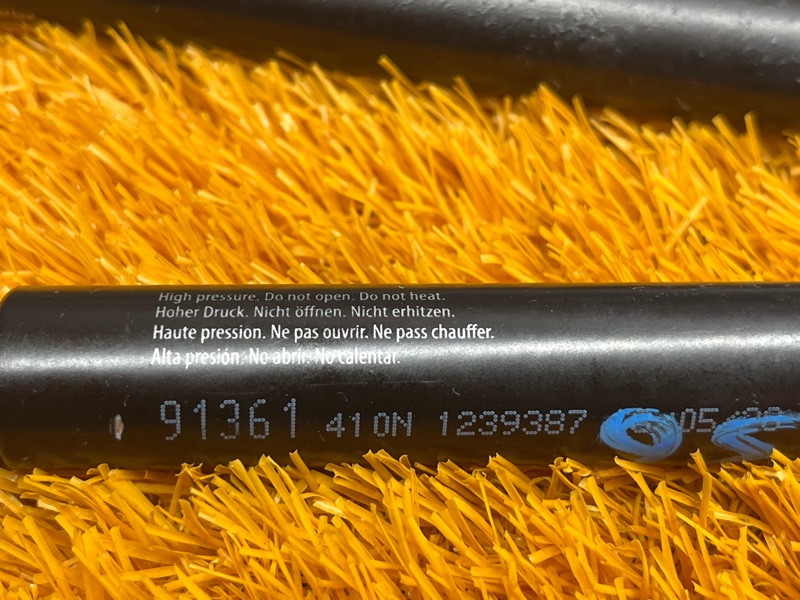 High pressure. Do not open. Do not heat.
Hoher Druck. Nicht öffnen. Nicht erhitzen.
Haute pression. Ne pas ouvrir. Ne pass chauffer.
Alta presión. No abrir. No calentar.
91361 410N 1239387